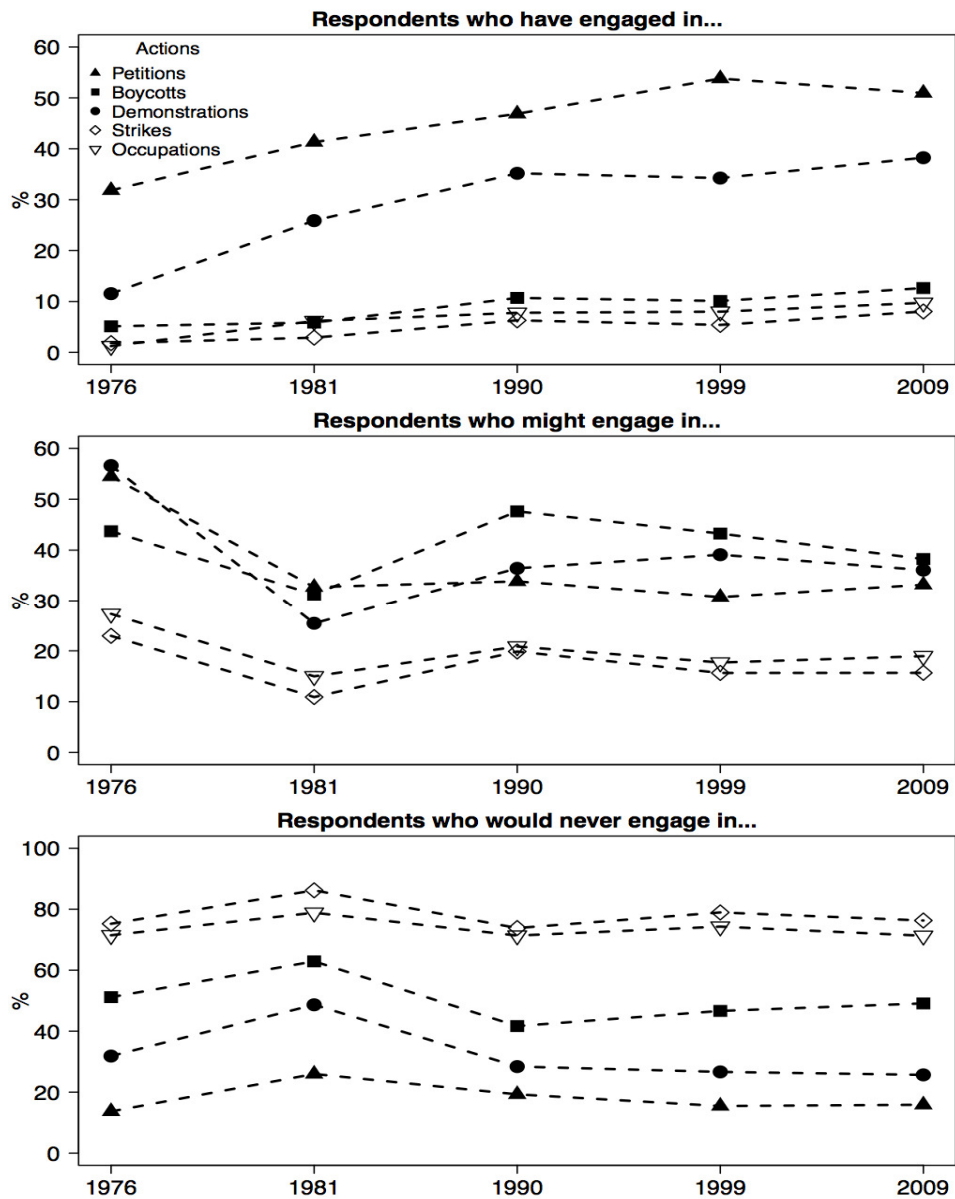 Respondents who have engaged in...
Actions
Petitions
Boycotts
Demonstrations
Strikes
Occupations
60
50
40
30
20
10
0
%
1976 1981 1990 1999 2009
Respondents who might engage in...
60
50
40
30
20
10
0
%
1976 1981 1990 1999 2009
Respondents who would never engage in...
100
80
60
40
20
0
%
1976 1981 1990 1999 2009